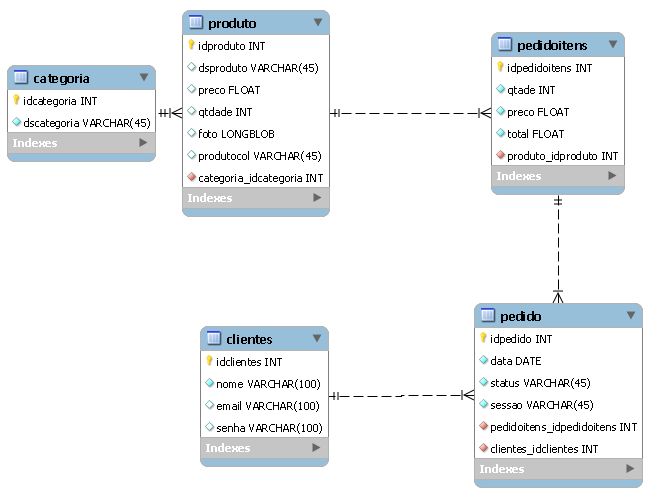 categoria
idcategoria INT
dscategoria VARCHAR(45)
Indexes
produto
idproduto INT
dsproduto VARCHAR(45)
preco FLOAT
qtdade INT
foto LONGBLOB
produtocol VARCHAR(45)
categoria_idcategoria INT
Indexes
pedidoitens
idpedidoitens INT
qtade INT
preco FLOAT
total FLOAT
produto_idproduto INT
Indexes
clientes
idclientes INT
nome VARCHAR(100)
email VARCHAR(100)
senha VARCHAR(100)
Indexes
pedido
idpedido INT
data DATE
status VARCHAR(45)
sessao VARCHAR(45)
pedidoitens_idpedidoitens INT
clientes_idclientes INT
Indexes